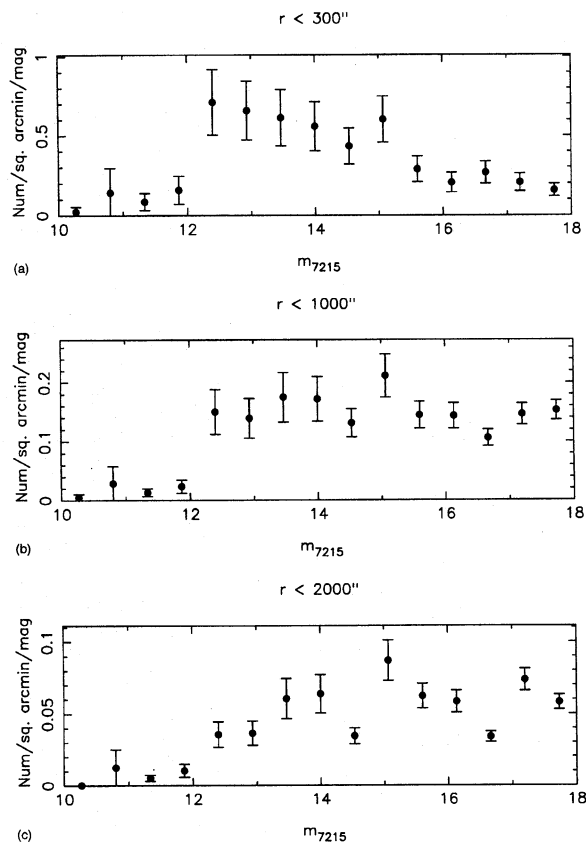 r < 300"
Num/sq. arcmin/mag
1
0.5
0
10 12 14 16 18
(a)
m7215
r < 1000"
Num/sq. arcmin/mag
0.2
0.1
0
10 12 14 16 18
(b)
m7215
r < 2000"
Num/sq. arcmin/mag
0.1
0.05
0
10 12 14 16 18
(c)
m7215